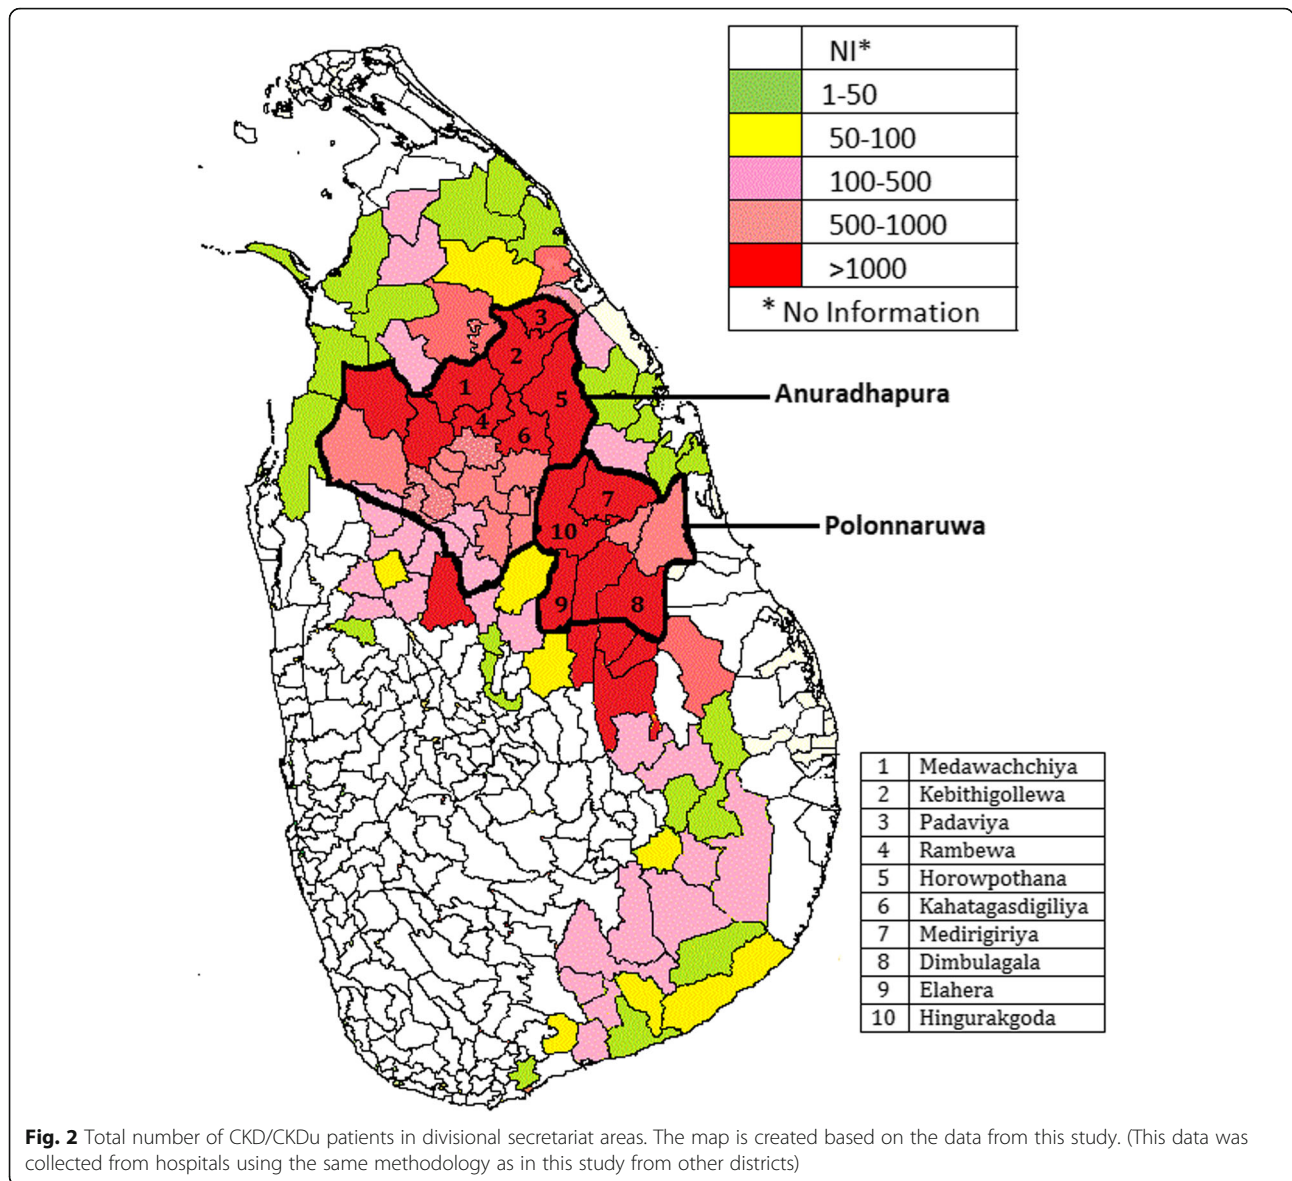 NI*
1-50
50-100
100-500
500-1000
>1000
* No Information
3
2
1
5
4
6
Anuradhapura
7
10
Polonnaruwa
9
8
1 Medawachchiya
2 Kebithigollewa
3 Padaviya
4 Rambewa
5 Horowpothana
6 Kahatagasdigiliya
7 Medirigiriya
8 Dimbulagala
9 Elahera
10 Hingurakgoda
Fig. 2 Total number of CKD/CKDu patients in divisional secretariat areas. The map is created based on the data from this study. (This data was
collected from hospitals using the same methodology as in this study from other districts)